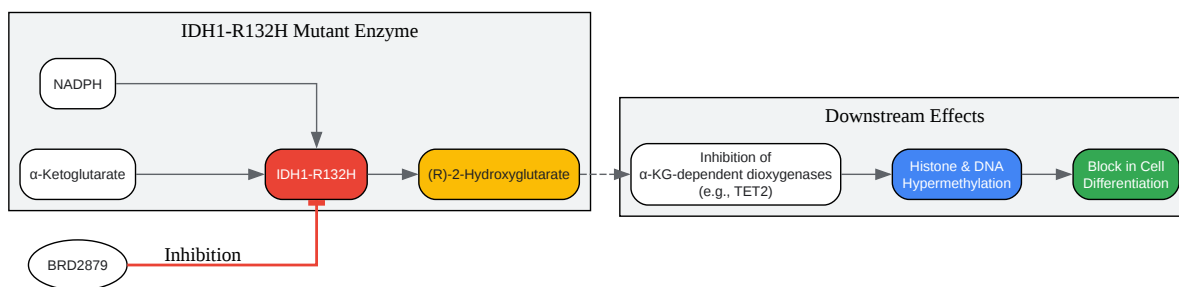 IDH1-R132H Mutant Enzyme
NADPH
α-Ketoglutarate
IDH1-R132H
(R)-2-Hydroxyglutarate
BRD2879
Inhibition
Downstream Effects
Inhibition of
α-KG-dependent dioxygenases
(e.g., TET2)
Histone & DNA
Hypermethylation
Block in Cell
Differentiation